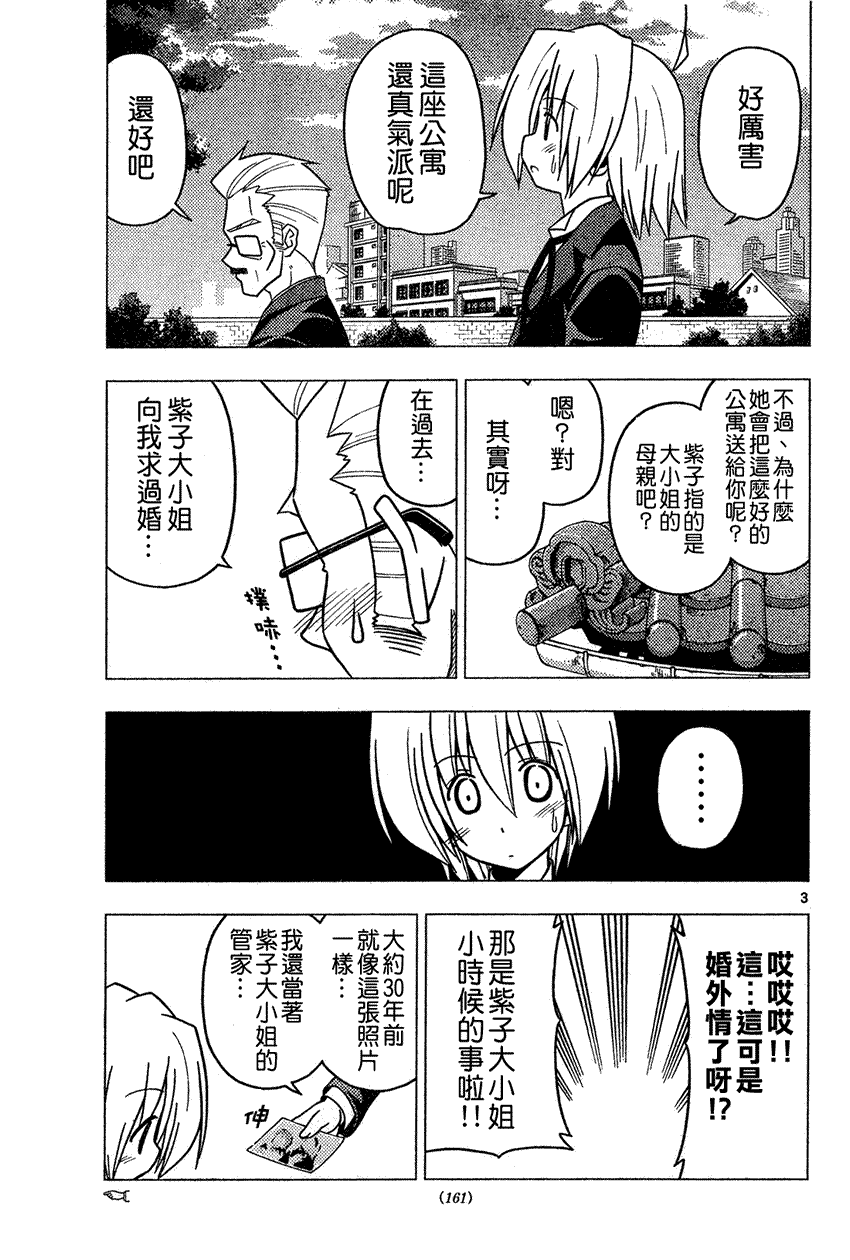 好厲害
這座公寓
還真氣派呢
還好吧
不過、為什麼
她會把這麼好的
公寓送給你呢?
紫子指的是
大小姐的
母親吧?
嗯?對
其實呀…
在過去…
紫子大小姐
向我求過婚…
撲哧…
……
3
哎哎哎!!
這…這可是
婚外情了呀!?
那是紫子大小姐
小時候的事啦!!
大約30年前
就像這張照片
一樣…
我還當著
紫子大小姐的
管家…
伸
(161)